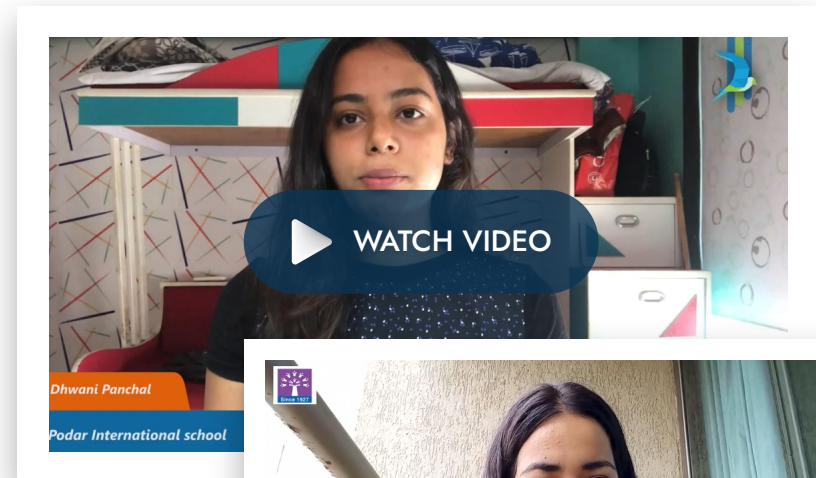 WATCH VIDEO
Dhwani Panchal
Podar International school
Since 1927